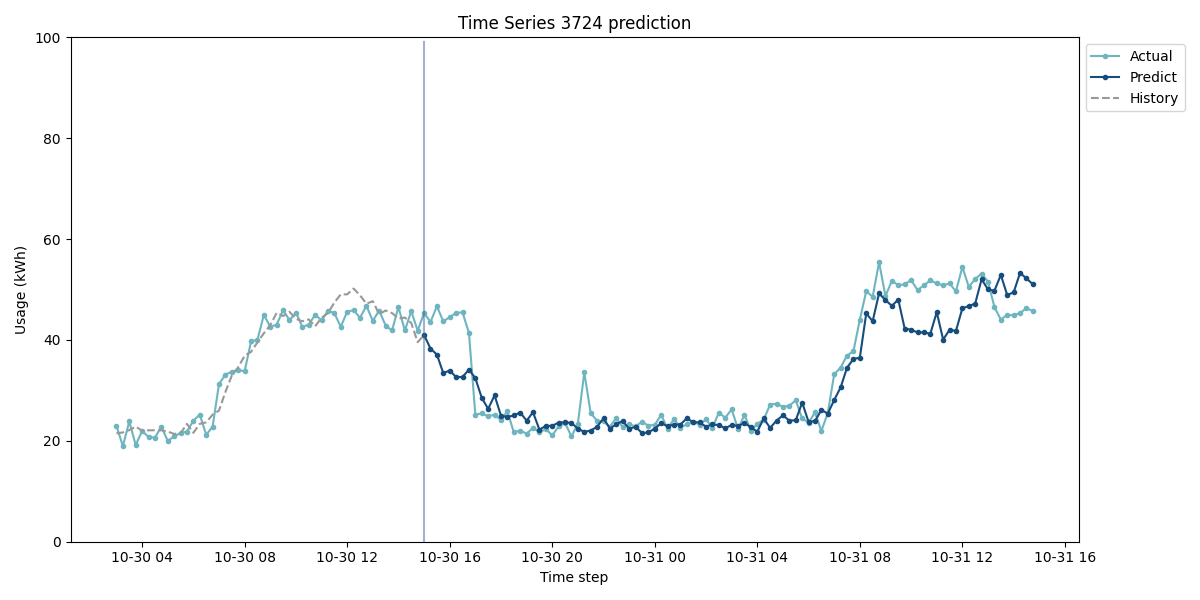 Time Series 3724 prediction
100
80
60
40
20
0
Usage (kWh)
10-30 04
10-30 08
10-30 12
10-30 16
10-30 20
10-31 00
10-31 04
10-31 08
10-31 12
10-31 16
Time step
Actual
Predict
History